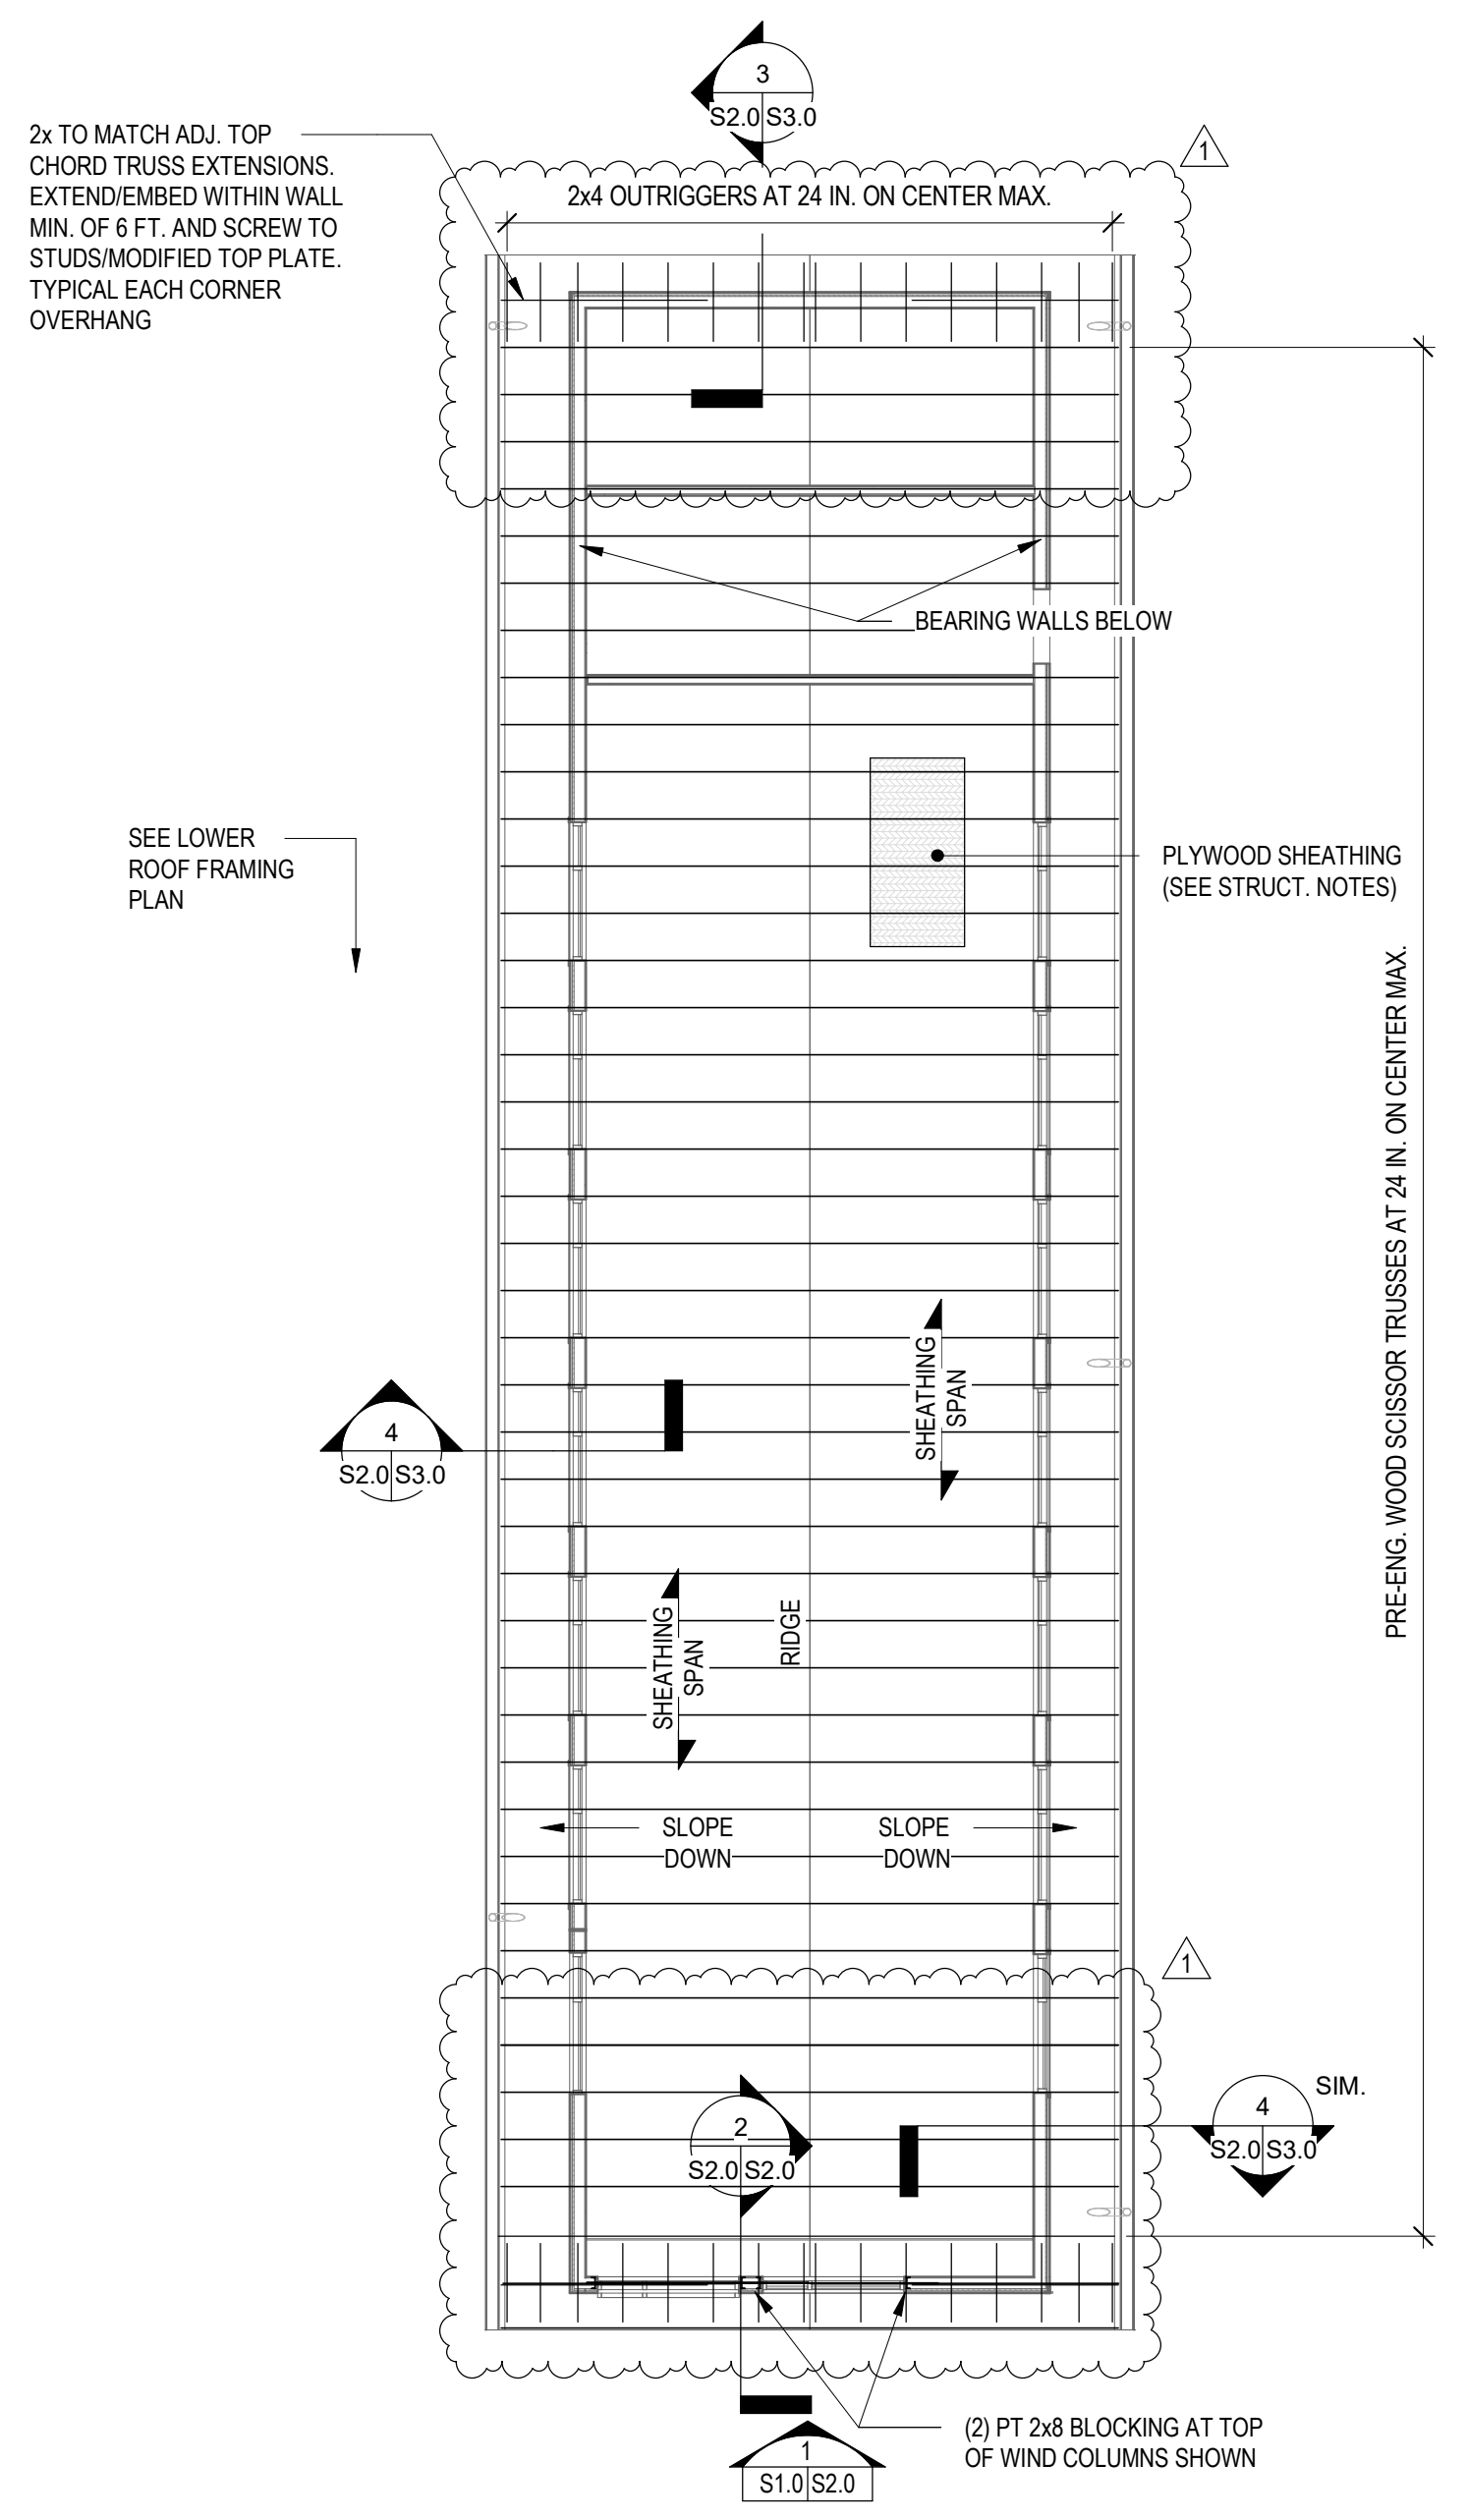 3
S2.0 S3.0
1
2x TO MATCH ADJ. TOP
CHORD TRUSS EXTENSIONS.
EXTEND/EMBED WITHIN WALL
MIN. OF 6 FT. AND SCREW TO
STUDS/MODIFIED TOP PLATE.
TYPICAL EACH CORNER
OVERHANG
2x4 OUTRIGGERS AT 24 IN. ON CENTER MAX.
BEARING WALLS BELOW
SEE LOWER
ROOF FRAMING
PLAN
PLYWOOD SHEATHING
(SEE STRUCT. NOTES)
PRE-ENG. WOOD SCISSOR TRUSSES AT 24 IN. ON CENTER MAX.
SHEATHING
SPAN
4
S2.0 S3.0
SHEATHING
SPAN
RIDGE
SLOPE
DOWN
SLOPE
DOWN
1
2
S2.0 S2.0
4
S2.0 S3.0
SIM.
(2) PT 2x8 BLOCKING AT TOP
OF WIND COLUMNS SHOWN
1
S1.0 S2.0